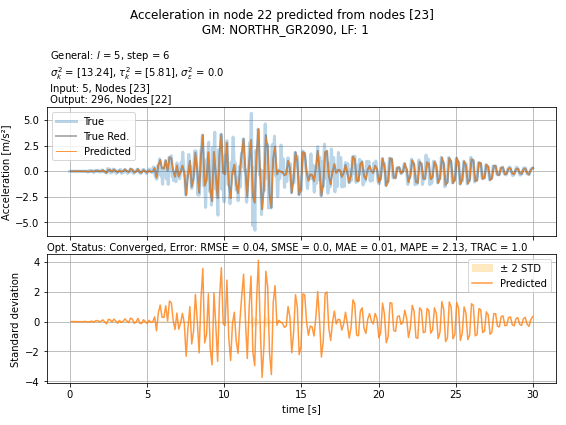 Acceleration in node 22 predicted from nodes [23]
GM: NORTHR_GR2090, LF: 1
General: l = 5, step = 6
σ²ₖ = [13.24], τ²ₖ = [5.81], σ²ε = 0.0
Input: 5, Nodes [23]
Output: 296, Nodes [22]
True
True Red.
Predicted
Acceleration [m/s²]
5.0
2.5
0.0
−2.5
−5.0
Opt. Status: Converged, Error: RMSE = 0.04, SMSE = 0.0, MAE = 0.01, MAPE = 2.13, TRAC = 1.0
± 2 STD
Predicted
Standard deviation
4
2
0
−2
−4
0 5 10 15 20 25 30
time [s]